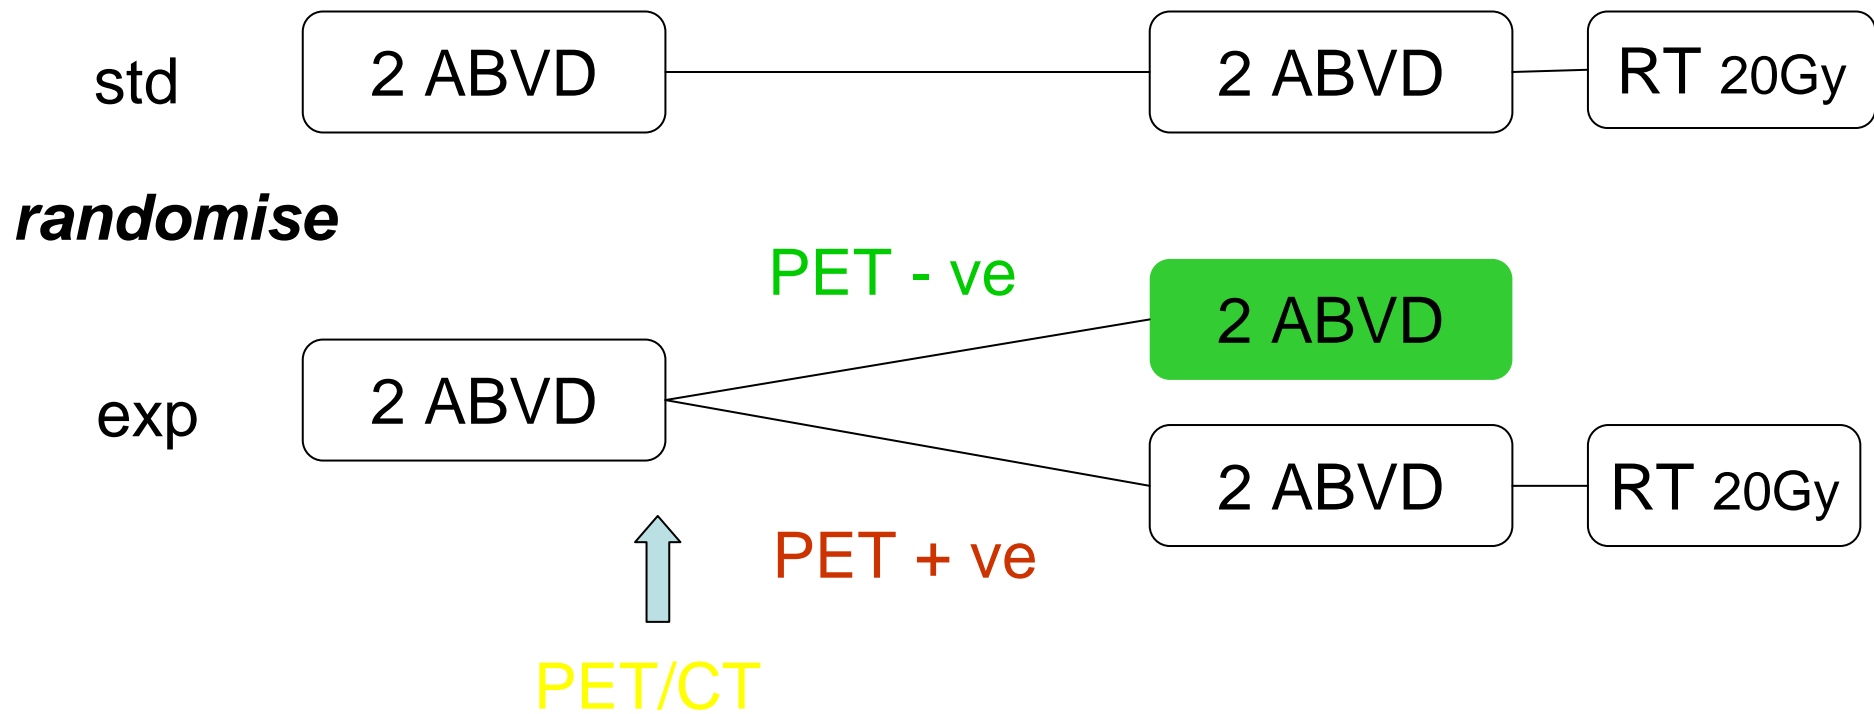 std
2 ABVD
2 ABVD
RT 20Gy
randomise
PET - ve
2 ABVD
exp
2 ABVD
2 ABVD
RT 20Gy
PET + ve
PET/CT